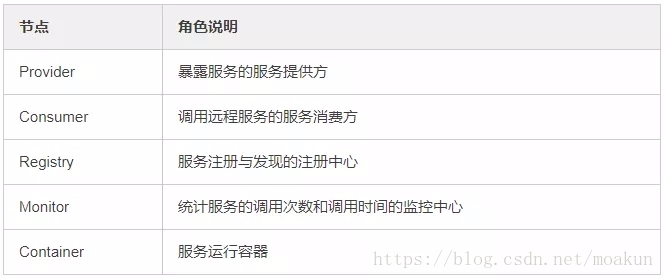 节点 角色说明
Provider 暴露服务的服务提供方
Consumer 调用远程服务的服务消费方
Registry 服务注册与发现的注册中心
Monitor 统计服务的调用次数和调用时间的监控中心
Container 服务运行容器
https://blog.csdn.net/moakun